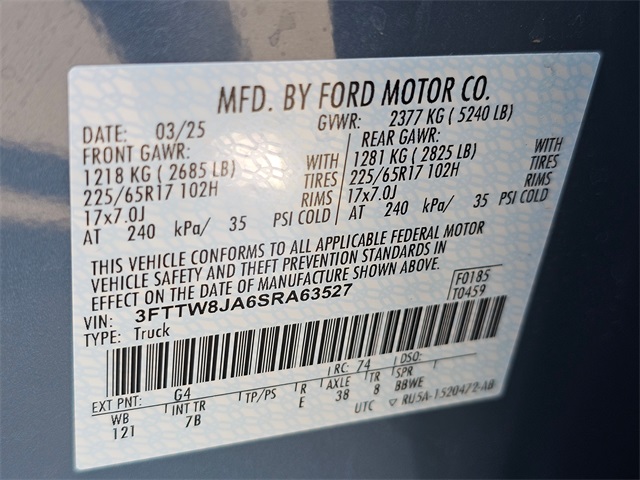 MFD. BY FORD MOTOR CO.
DATE: 03/25 GVWR: 2377 KG ( 5240 LB)
FRONT GAWR: REAR GAWR:
1218 KG ( 2685 LB) WITH 1281 KG ( 2825 LB) WITH
225/65R17 102H TIRES 225/65R17 102H TIRES
17x7.0J RIMS 17x7.0J RIMS
AT 240 kPa/ 35 PSI COLD AT 240 kPa/ 35 PSI COLD
THIS VEHICLE CONFORMS TO ALL APPLICABLE FEDERAL MOTOR
VEHICLE SAFETY AND THEFT PREVENTION STANDARDS IN
EFFECT ON THE DATE OF MANUFACTURE SHOWN ABOVE.
VIN: 3FTTW8JA6SRA63527
F0185
T0459
TYPE: Truck
EXT PNT: G4 RC: 74 DSO:
WB INT TR TP/PS R AXLE TR SPR
121 7B E 38 8 BBWE
UTC ▽ RU5A-1520472-AB